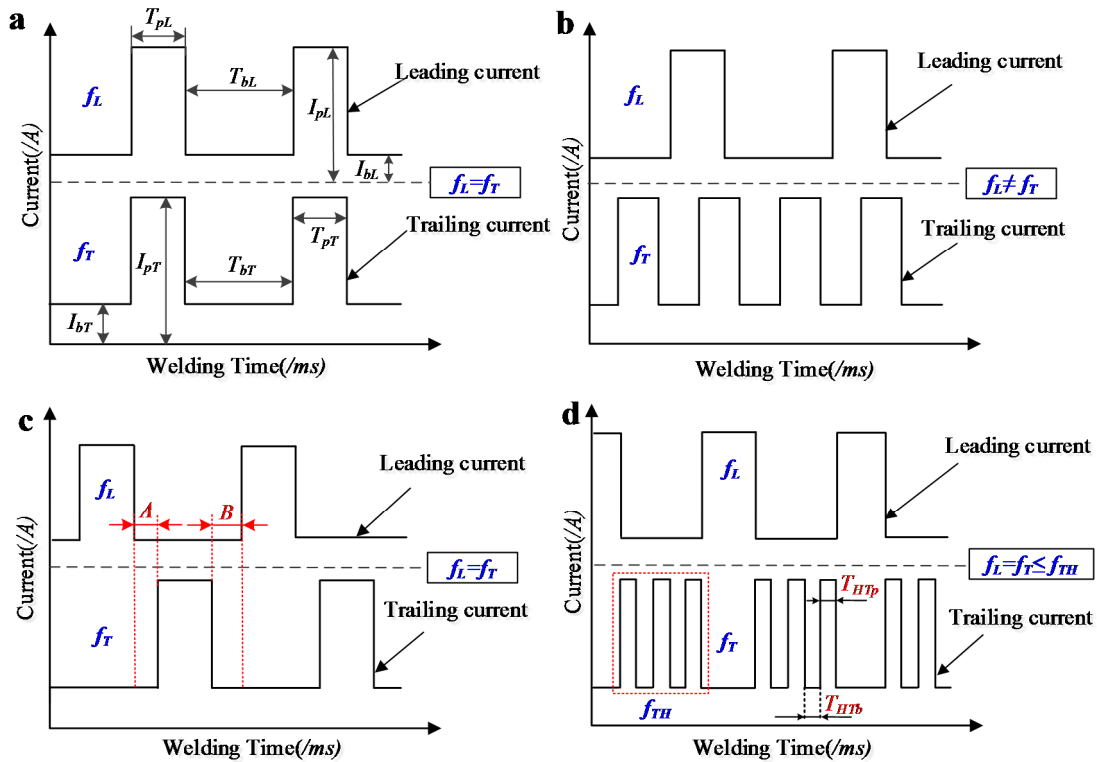 a
T_pL
Leading current
f_L
T_bL
I_pL
I_bL
Current(/A)
f_L=f_T
Trailing current
T_pT
f_T
I_pT
T_bT
I_bT
Welding Time(/ms)
b
Leading current
f_L
Current(/A)
f_L≠ f_T
Trailing current
f_T
Welding Time(/ms)
c
Leading current
f_L
A
B
Current(/A)
f_L=f_T
Trailing current
f_T
Welding Time(/ms)
d
Leading current
f_L
Current(/A)
f_L=f_T≤ f_TH
T_HTp
Trailing current
f_T
f_TH
T_HTb
Welding Time(/ms)